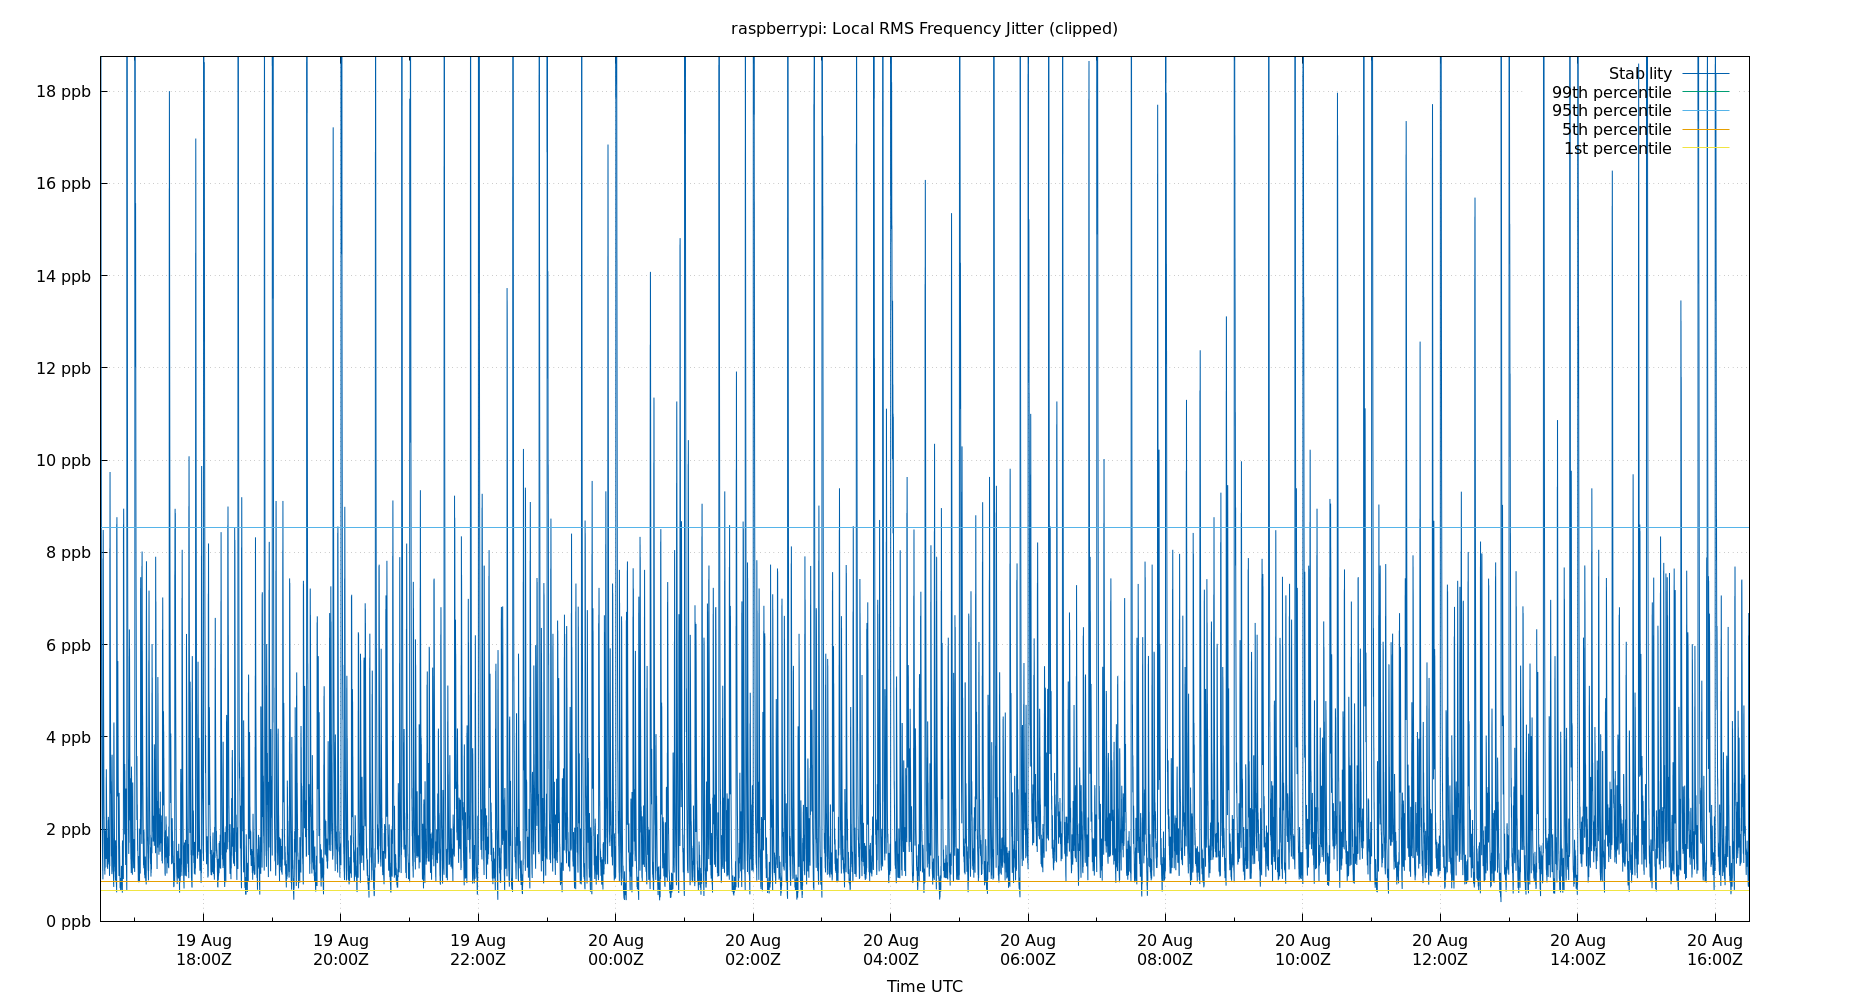 raspberrypi: Local RMS Frequency Jitter (clipped)
Stability
99th percentile
95th percentile
5th percentile
1st percentile
18 ppb
16 ppb
14 ppb
12 ppb
10 ppb
8 ppb
6 ppb
4 ppb
2 ppb
0 ppb
19 Aug 19 Aug 19 Aug 20 Aug 20 Aug 20 Aug 20 Aug 20 Aug 20 Aug 20 Aug 20 Aug 20 Aug
18:00Z 20:00Z 22:00Z 00:00Z 02:00Z 04:00Z 06:00Z 08:00Z 10:00Z 12:00Z 14:00Z 16:00Z
Time UTC